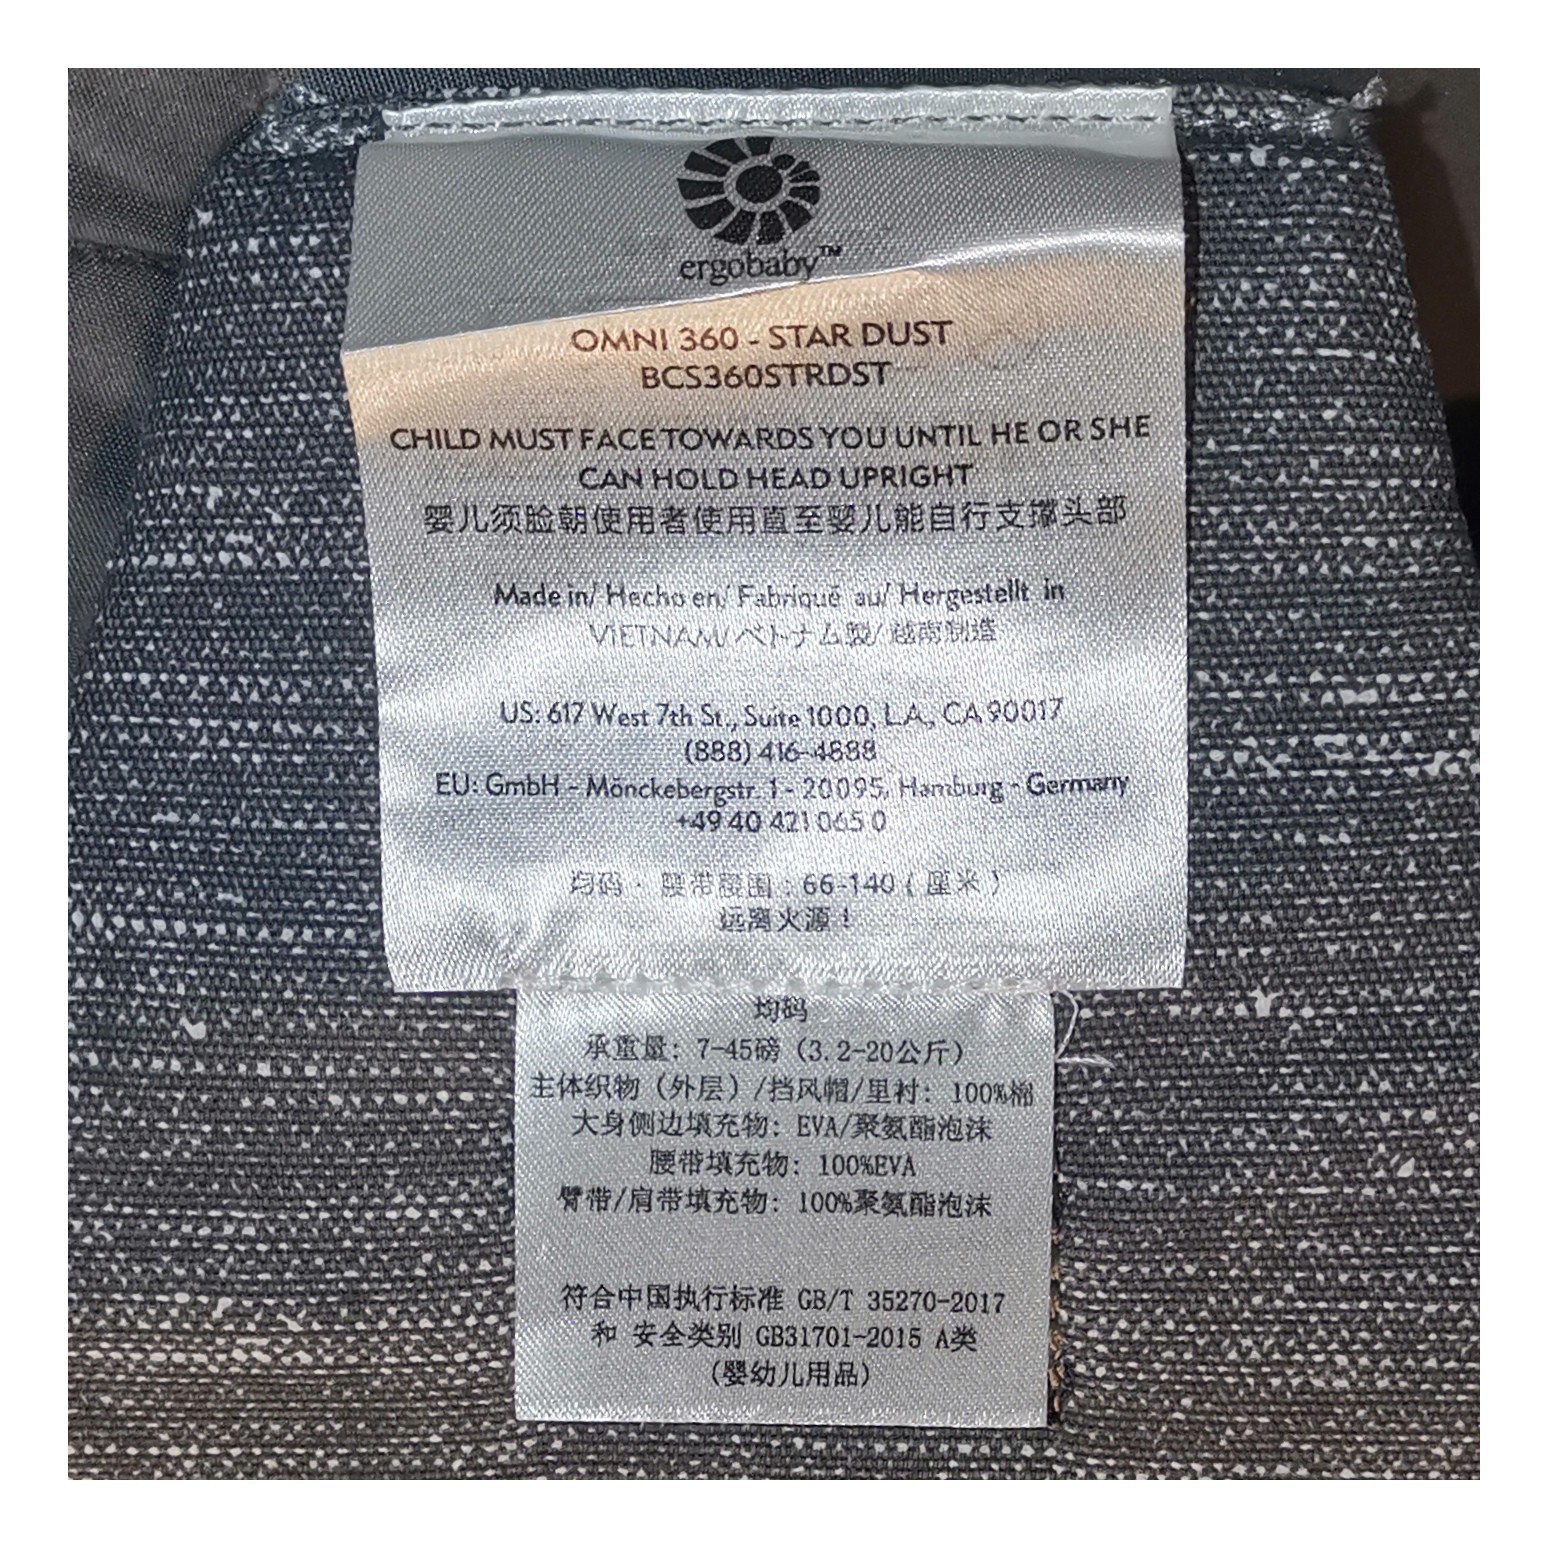 ergobaby™
OMNI 360 - STAR DUST
BCS360STRDST
CHILD MUST FACE TOWARDS YOU UNTIL HE OR SHE
CAN HOLD HEAD UPRIGHT
婴儿须脸朝使用者使用直至婴儿能自行支撑头部
Made in/ Hecho en/ Fabriqué au/ Hergestellt in
VIETNAM/ベトナム製/ 越南制造
US: 617 West 7th St., Suite 1000, L.A., CA 90017
(888) 416-4888
EU: GmbH - Mönckebergstr. 1 - 20095, Hamburg - Germany
+49 40 421 065 0
均码 · 腰带腰围 : 66-140 ( 厘米 )
远离火源！
均码
承重量: 7-45磅 (3.2-20公斤)
主体织物 (外层) /挡风帽/里衬: 100%棉
大身侧边填充物: EVA/聚氨酯泡沫
腰带填充物: 100%EVA
臂带/肩带填充物: 100%聚氨酯泡沫
符合中国执行标准 GB/T 35270-2017
和 安全类别 GB31701-2015 A类
(婴幼儿用品)